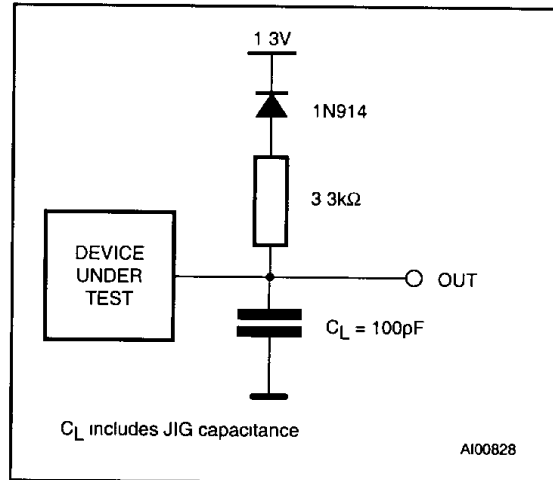 1 3V
1N914
3 3kΩ
DEVICE
UNDER
TEST
OUT
CL = 100pF
CL includes JIG capacitance
AI00828